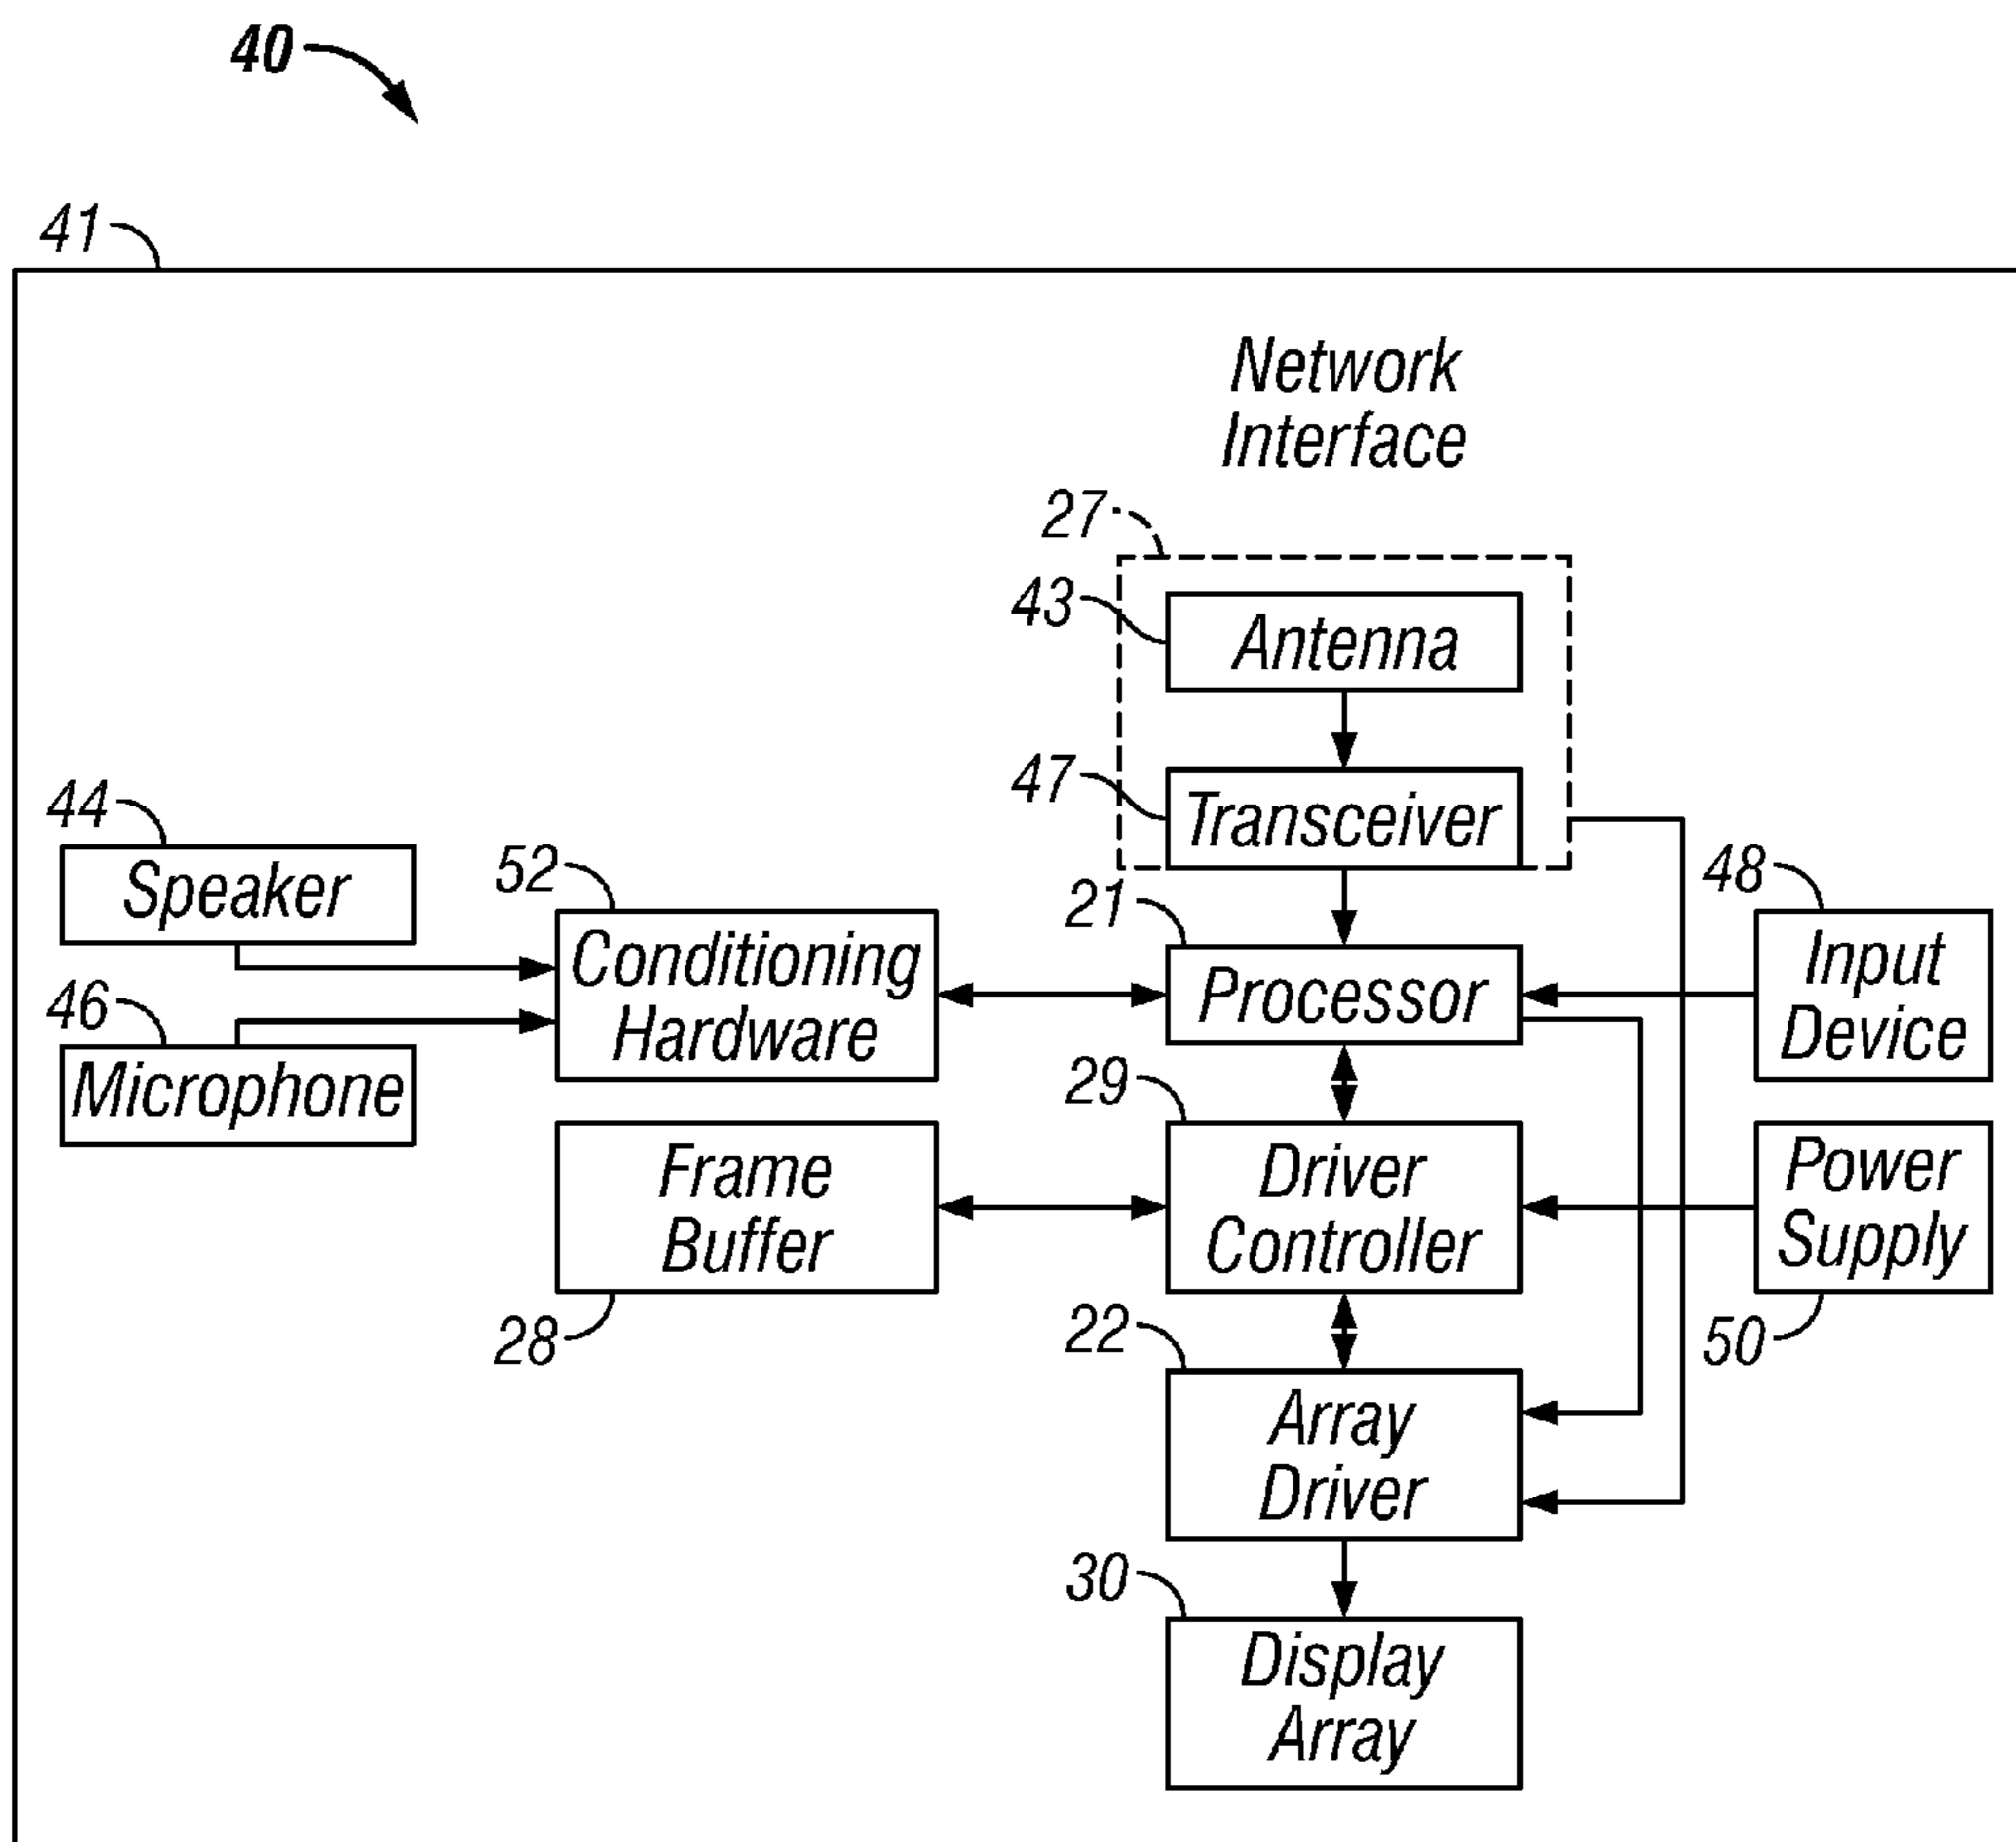 40
41
Network
Interface
27
43
Antenna
47
Transceiver
44
Speaker
52
Conditioning
Hardware
21
Processor
48
Input
Device
46
Microphone
29
Driver
Controller
Frame
Buffer
28
Power
Supply
50
22
Array
Driver
30
Display
Array